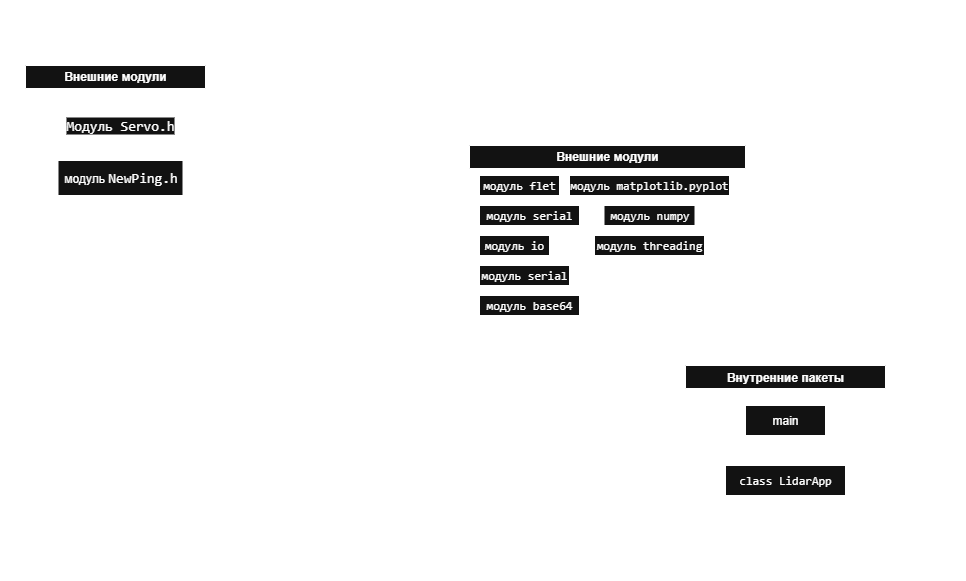 Внешние модули
Модуль Servo.h
модуль NewPing.h
Внешние модули
модуль flet модуль matplotlib.pyplot
модуль serial модуль numpy
модуль io модуль threading
модуль serial
модуль base64
Внутренние пакеты
main
class LidarApp